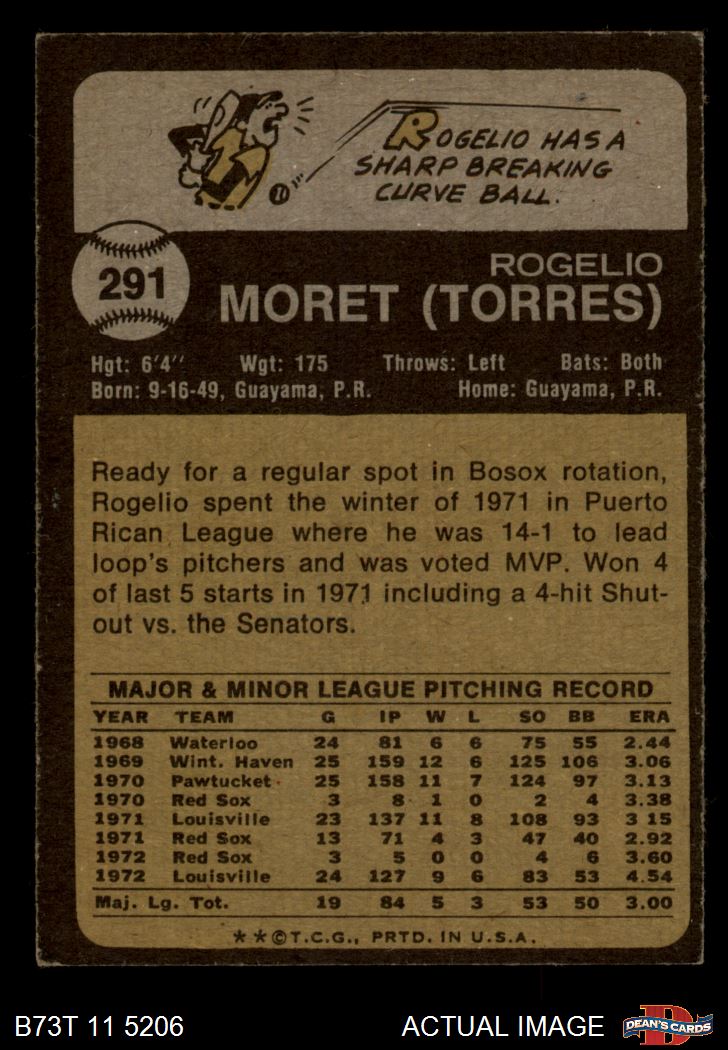 ROGELIO HAS A
SHARP BREAKING
CURVE BALL.
291
ROGELIO
MORET (TORRES)
Hgt: 6'4" Wgt: 175 Throws: Left Bats: Both
Born: 9-16-49, Guayama, P.R. Home: Guayama, P.R.
Ready for a regular spot in Bosox rotation,
Rogelio spent the winter of 1971 in Puerto
Rican League where he was 14-1 to lead
loop's pitchers and was voted MVP. Won 4
of last 5 starts in 1971 including a 4-hit Shut-
out vs. the Senators.
MAJOR & MINOR LEAGUE PITCHING RECORD
YEAR TEAM G IP W L SO BB ERA
1968 Waterloo 24 81 6 6 75 55 2.44
1969 Wint. Haven 25 159 12 6 125 106 3.06
1970 Pawtucket 25 158 11 7 124 97 3.13
1970 Red Sox 3 8 1 0 2 4 3.38
1971 Louisville 23 137 11 8 108 93 3 15
1971 Red Sox 13 71 4 3 47 40 2.92
1972 Red Sox 3 5 0 0 4 6 3.60
1972 Louisville 24 127 9 6 83 53 4.54
Maj. Lg. Tot. 19 84 5 3 53 50 3.00
**©T.C.G., PRTD. IN U.S.A.
B73T 11 5206 ACTUAL IMAGE D DEAN'S CARDS